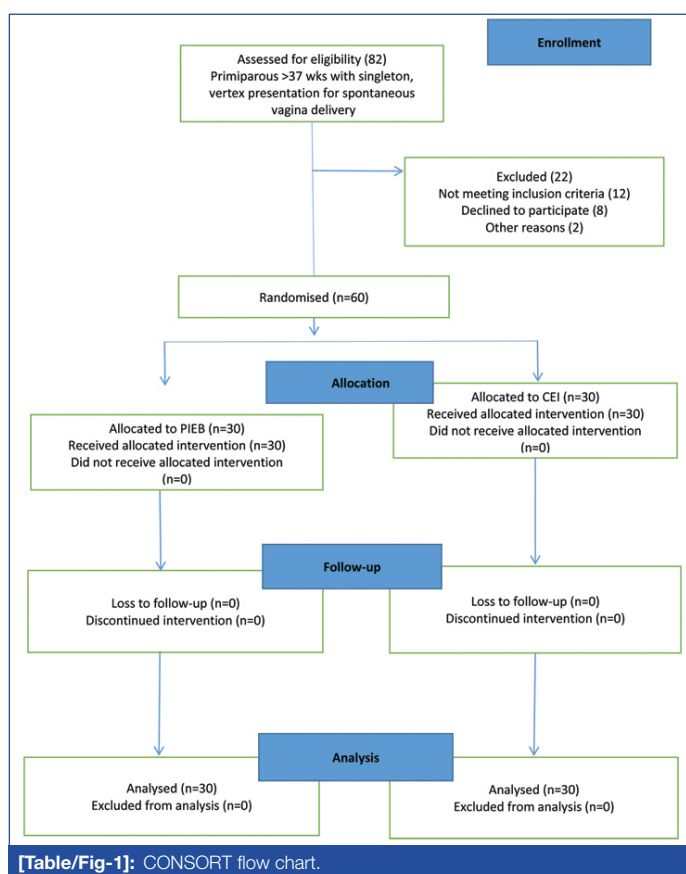 Enrollment
Assessed for eligibility (82)
Primiparous >37 wks with singleton,
vertex presentation for spontaneous
vagina delivery
Excluded (22)
Not meeting inclusion criteria (12)
Declined to participate (8)
Other reasons (2)
Randomised (n=60)
Allocation
Allocated to PIEB (n=30)
Received allocated intervention (n=30)
Did not receive allocated intervention
(n=0)
Allocated to CEI (n=30)
Received allocated intervention (n=30)
Did not receive allocated intervention
(n=0)
Follow-up
Loss to follow-up (n=0)
Discontinued intervention (n=0)
Loss to follow-up (n=0)
Discontinued intervention (n=0)
Analysis
Analysed (n=30)
Excluded from analysis (n=0)
Analysed (n=30)
Excluded from analysis (n=0)
[Table/Fig-1]: CONSORT flow chart.